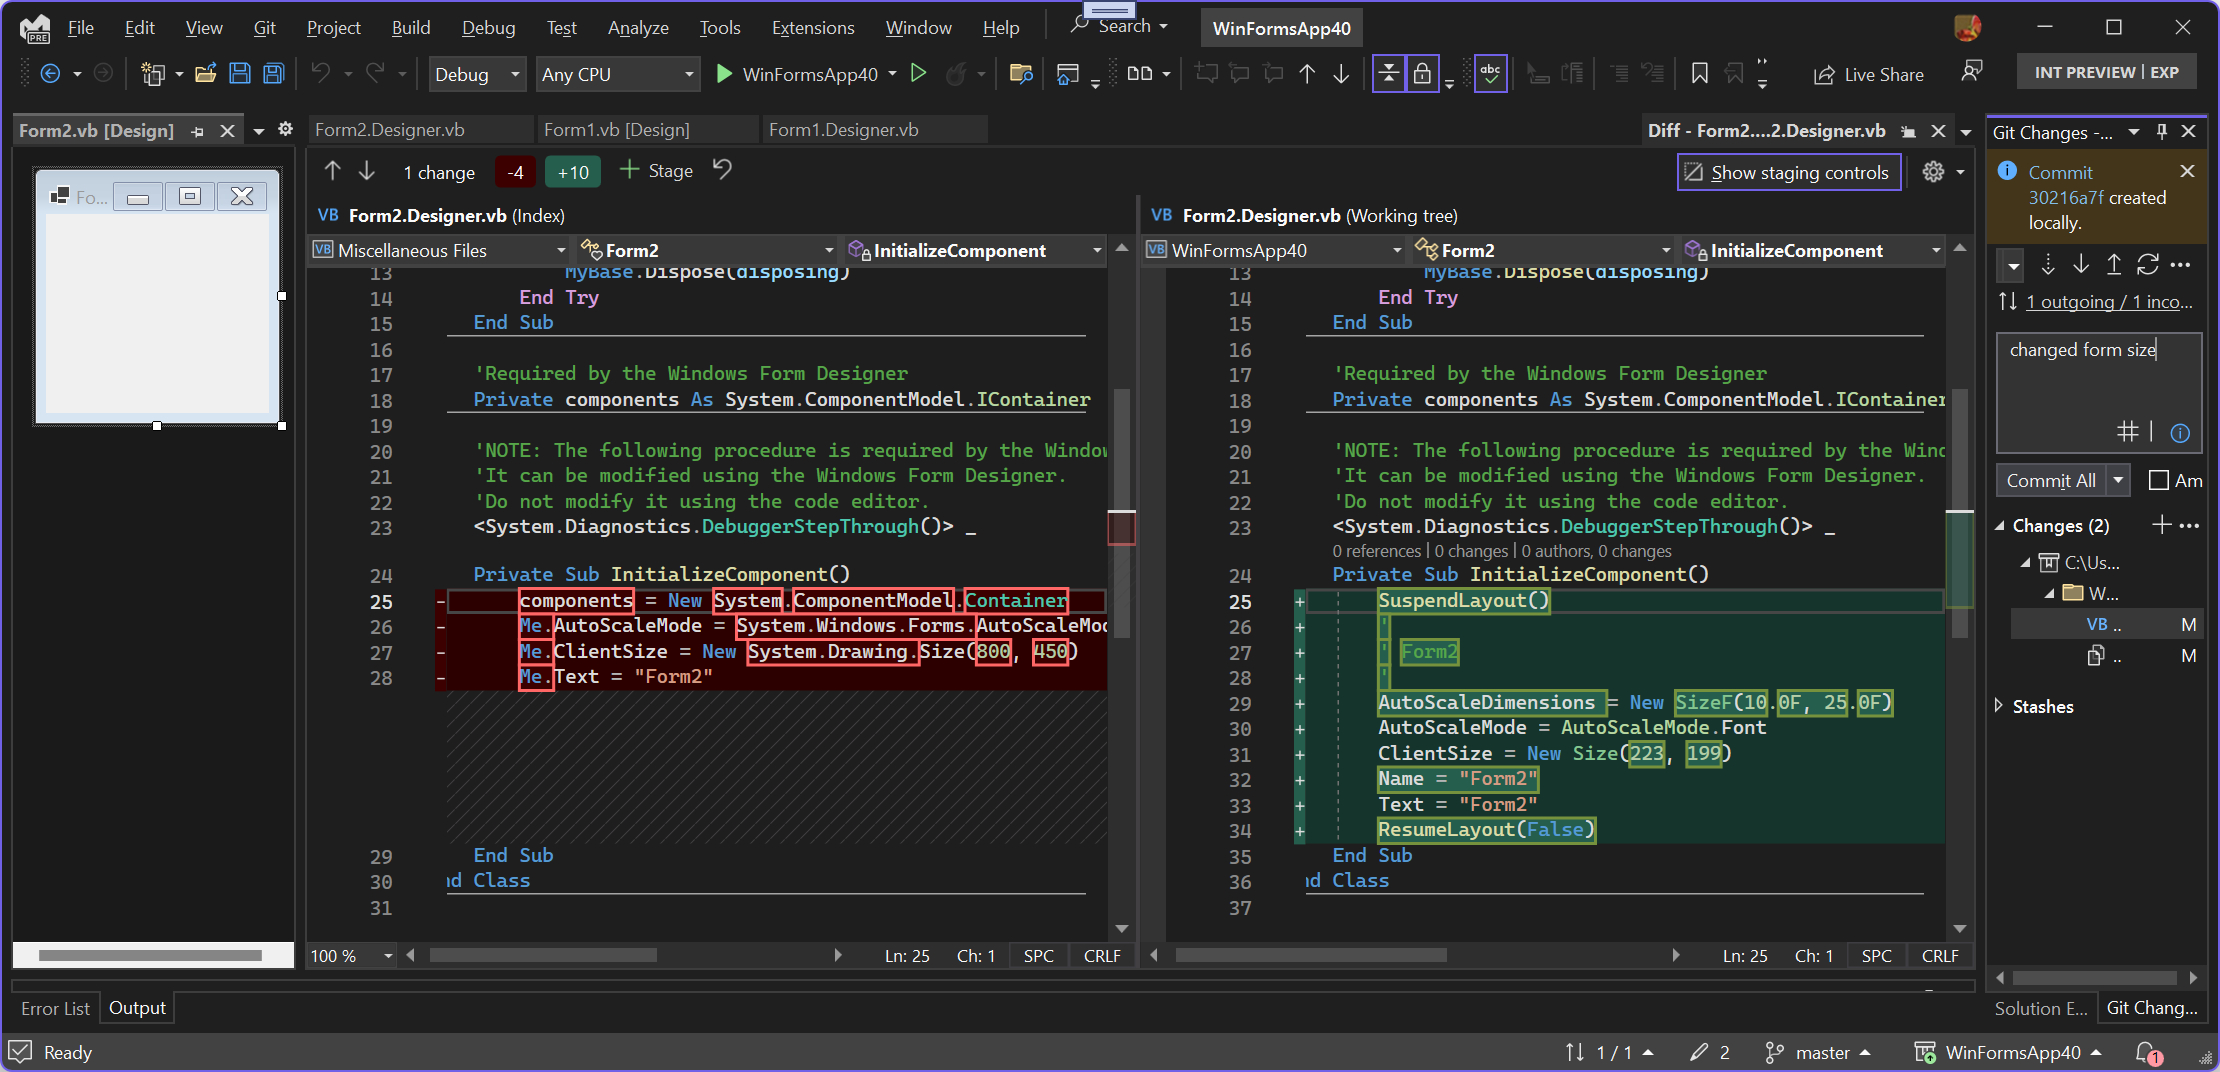 PRE File Edit View Git Project Build Debug Test Analyze Tools Extensions Window Help Search WinFormsApp40
Debug Any CPU WinFormsApp40 abc Live Share INT PREVIEW | EXP
Form2.vb [Design] Form2.Designer.vb Form1.vb [Design] Form1.Designer.vb Diff - Form2....2.Designer.vb Git Changes -...
Fo...
1 change -4 +10 Stage Show staging controls
VB Form2.Designer.vb (Index)
VB Miscellaneous Files Form2 InitializeComponent
13 MyBase.Dispose(disposing)
14 End Try
15 End Sub
16
17 'Required by the Windows Form Designer
18 Private components As System.ComponentModel.IContainer
19
20 'NOTE: The following procedure is required by the Window
21 'It can be modified using the Windows Form Designer.
22 'Do not modify it using the code editor.
23 <System.Diagnostics.DebuggerStepThrough()> _
24 Private Sub InitializeComponent()
25 - components = New System.ComponentModel.Container
26 - Me.AutoScaleMode = System.Windows.Forms.AutoScaleMod
27 - Me.ClientSize = New System.Drawing.Size(800, 450)
28 - Me.Text = "Form2"
29 End Sub
30 nd Class
31
100 % Ln: 25 Ch: 1 SPC CRLF
VB Form2.Designer.vb (Working tree)
VB WinFormsApp40 Form2 InitializeComponent
13 MyBase.Dispose(disposing)
14 End Try
15 End Sub
16
17 'Required by the Windows Form Designer
18 Private components As System.ComponentModel.IContainer
19
20 'NOTE: The following procedure is required by the Wind
21 'It can be modified using the Windows Form Designer.
22 'Do not modify it using the code editor.
23 <System.Diagnostics.DebuggerStepThrough()> _
0 references | 0 changes | 0 authors, 0 changes
24 Private Sub InitializeComponent()
25 + SuspendLayout()
26 + '
27 + ' Form2
28 + '
29 + AutoScaleDimensions = New SizeF(10.0F, 25.0F)
30 + AutoScaleMode = AutoScaleMode.Font
31 + ClientSize = New Size(223, 199)
32 + Name = "Form2"
33 + Text = "Form2"
34 + ResumeLayout(False)
35 End Sub
36 nd Class
37
Ln: 25 Ch: 1 SPC CRLF
Commit
30216a7f created
locally.
1 outgoing / 1 inco...
changed form size
Commit All Am
Changes (2)
C:\Us...
W...
VB .. M
.. M
Stashes
Error List Output Solution E... Git Chang...
Ready 1 / 1 2 master WinFormsApp40 1